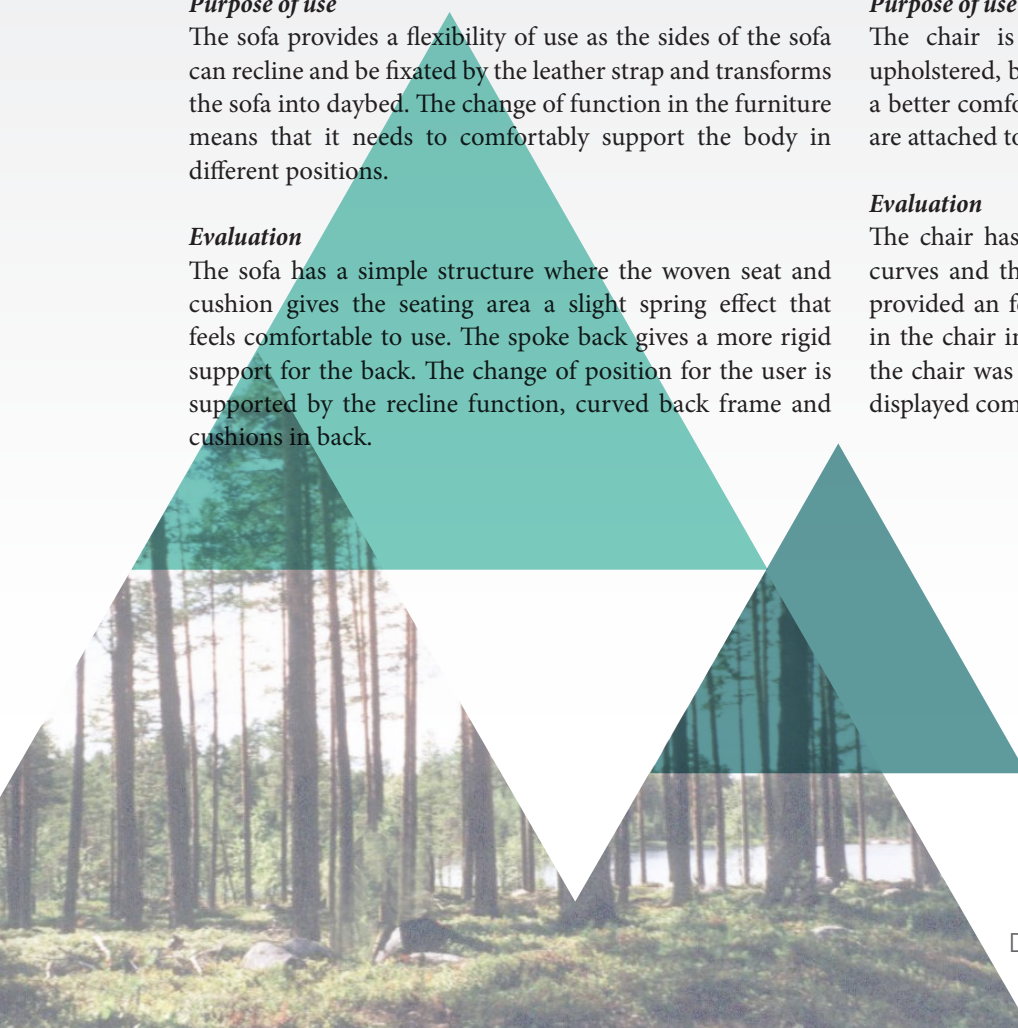 Purpose of use
The sofa provides a flexibility of use as the sides of the sofa
can recline and be fixated by the leather strap and transforms
the sofa into daybed. The change of function in the furniture
means that it needs to comfortably support the body in
different positions.
Evaluation
The sofa has a simple structure where the woven seat and
cushion gives the seating area a slight spring effect that
feels comfortable to use. The spoke back gives a more rigid
support for the back. The change of position for the user is
supported by the recline function, curved back frame and
cushions in back.
Purpose of use
The chair is
upholstered, b
a better comfo
are attached to
Evaluation
The chair has
curves and th
provided an fe
in the chair in
the chair was
displayed com